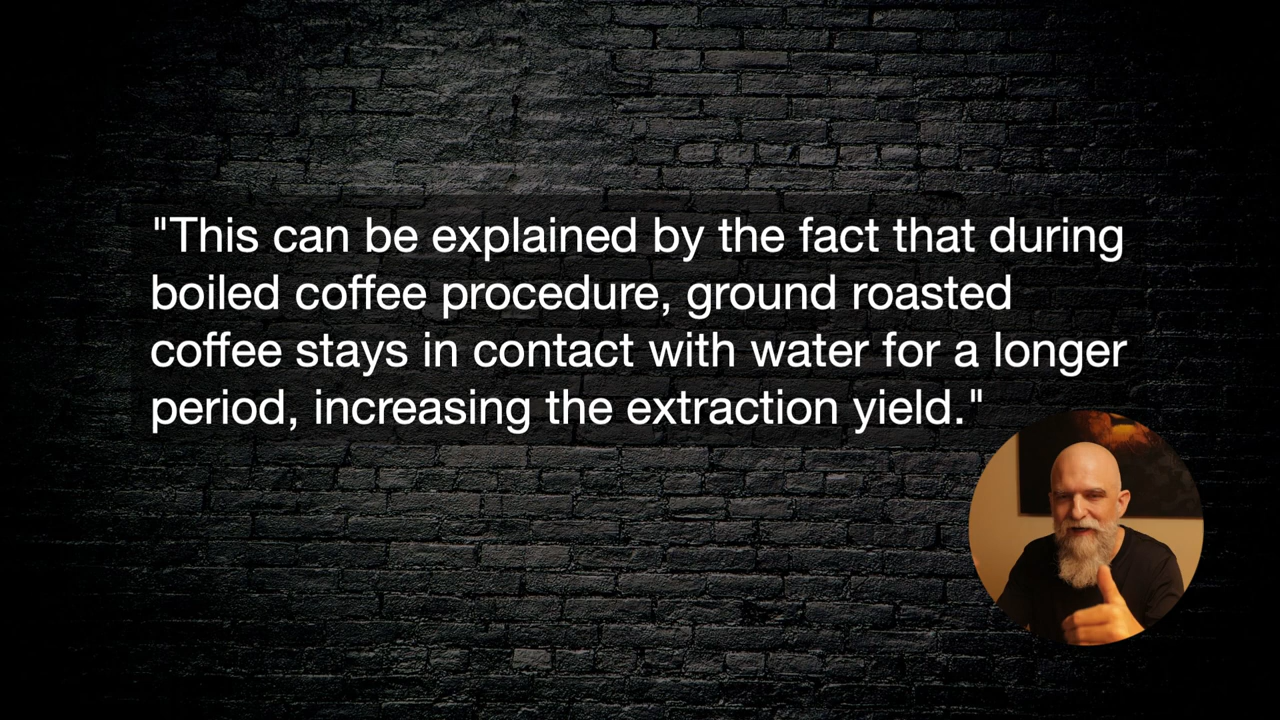 "This can be explained by the fact that during
boiled coffee procedure, ground roasted
coffee stays in contact with water for a longer
period, increasing the extraction yield."